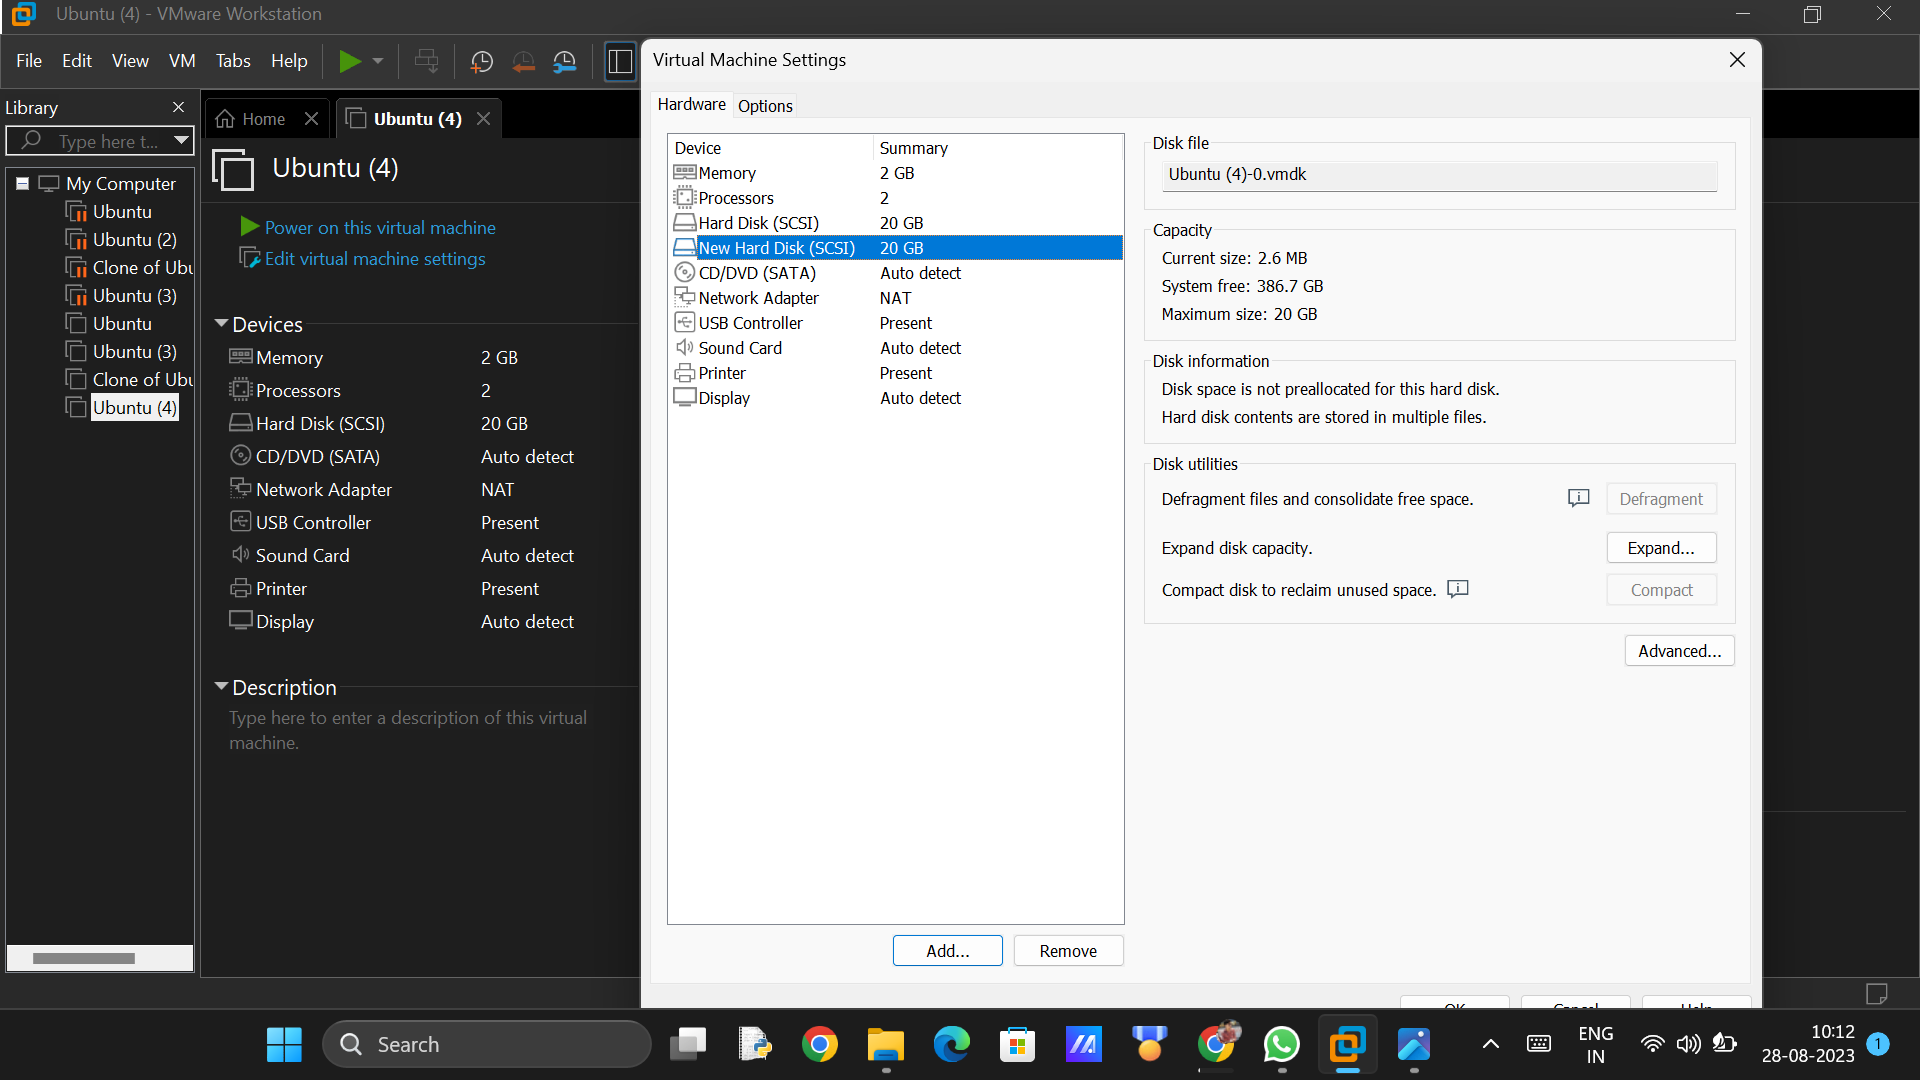 Ubuntu (4) - VMware Workstation
File Edit View VM Tabs Help
Library
Type here t...
My Computer
Ubuntu
Ubuntu (2)
Clone of Ubu
Ubuntu (3)
Ubuntu
Ubuntu (3)
Clone of Ubu
Ubuntu (4)
Home
Ubuntu (4)
Ubuntu (4)
Power on this virtual machine
Edit virtual machine settings
Devices
Memory 2 GB
Processors 2
Hard Disk (SCSI) 20 GB
CD/DVD (SATA) Auto detect
Network Adapter NAT
USB Controller Present
Sound Card Auto detect
Printer Present
Display Auto detect
Description
Type here to enter a description of this virtual
machine.
Virtual Machine Settings
Hardware Options
Device Summary
Memory 2 GB
Processors 2
Hard Disk (SCSI) 20 GB
New Hard Disk (SCSI) 20 GB
CD/DVD (SATA) Auto detect
Network Adapter NAT
USB Controller Present
Sound Card Auto detect
Printer Present
Display Auto detect
Add... Remove
Disk file
Ubuntu (4)-0.vmdk
Capacity
Current size: 2.6 MB
System free: 386.7 GB
Maximum size: 20 GB
Disk information
Disk space is not preallocated for this hard disk.
Hard disk contents are stored in multiple files.
Disk utilities
Defragment files and consolidate free space. Defragment
Expand disk capacity. Expand...
Compact disk to reclaim unused space. Compact
Advanced...
OK Cancel Help
Search
ENG
IN
10:12
28-08-2023
1